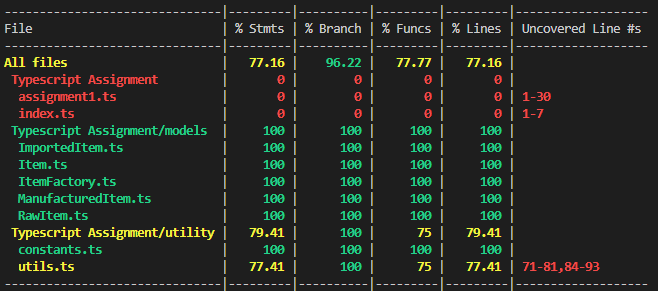 -----------------------------|---------|----------|---------|---------|-------------------
File                         | % Stmts | % Branch | % Funcs | % Lines | Uncovered Line #s
-----------------------------|---------|----------|---------|---------|-------------------
All files                    |   77.16 |    96.22 |   77.77 |   77.16 |
 Typescript Assignment       |       0 |        0 |       0 |       0 |
  assignment1.ts             |       0 |        0 |       0 |       0 | 1-30
  index.ts                   |       0 |        0 |       0 |       0 | 1-7
 Typescript Assignment/models |     100 |      100 |     100 |     100 |
  ImportedItem.ts            |     100 |      100 |     100 |     100 |
  Item.ts                    |     100 |      100 |     100 |     100 |
  ItemFactory.ts             |     100 |      100 |     100 |     100 |
  ManufacturedItem.ts        |     100 |      100 |     100 |     100 |
  RawItem.ts                 |     100 |      100 |     100 |     100 |
 Typescript Assignment/utility |   79.41 |      100 |      75 |   79.41 |
  constants.ts               |     100 |      100 |     100 |     100 |
  utils.ts                   |   77.41 |      100 |      75 |   77.41 | 71-81,84-93
-----------------------------|---------|----------|---------|---------|-------------------